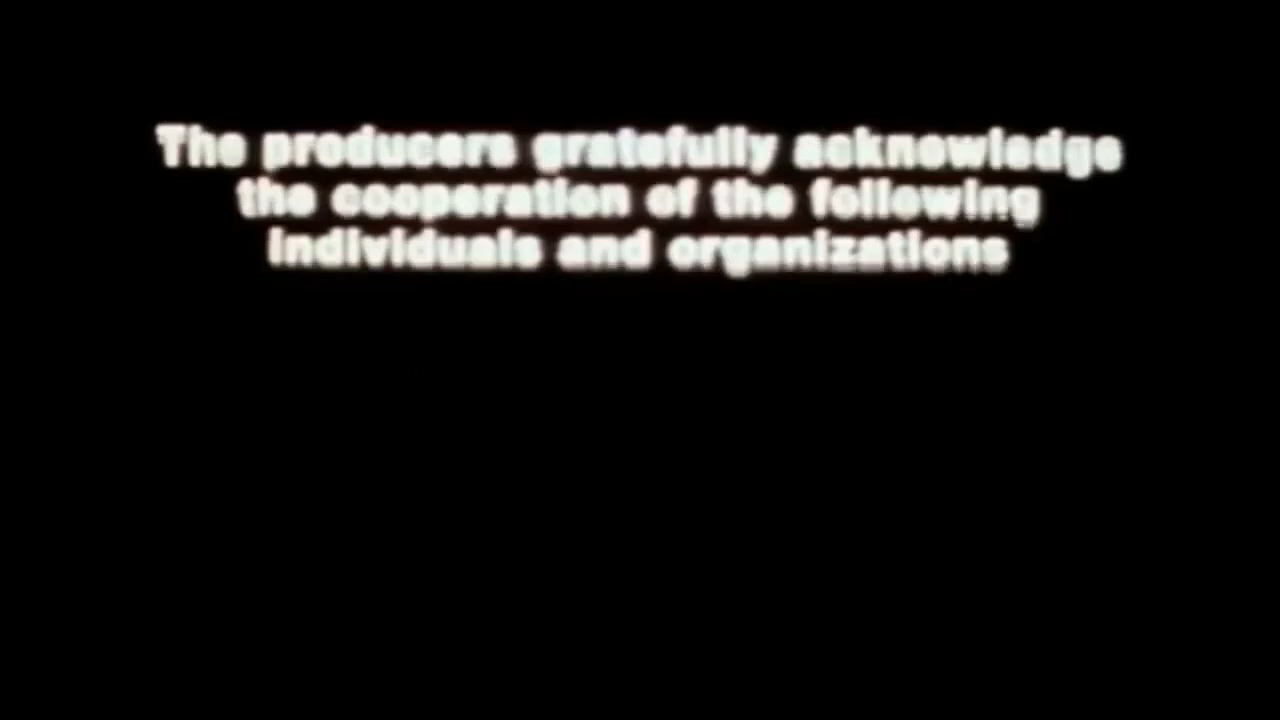 The producers gratefully acknowledge
the cooperation of the following
individuals and organizations